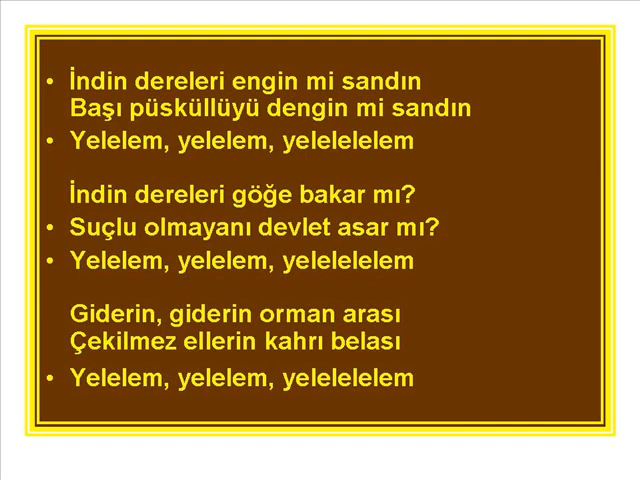 • İndin dereleri engin mi sandın
Başı püsküllüyü dengin mi sandın
• Yelelem, yelelem, yelelelelem
İndin dereleri göğe bakar mı?
• Suçlu olmayanı devlet asar mı?
• Yelelem, yelelem, yelelelelem
Giderin, giderin orman arası
Çekilmez ellerin kahrı belası
• Yelelem, yelelem, yelelelelem